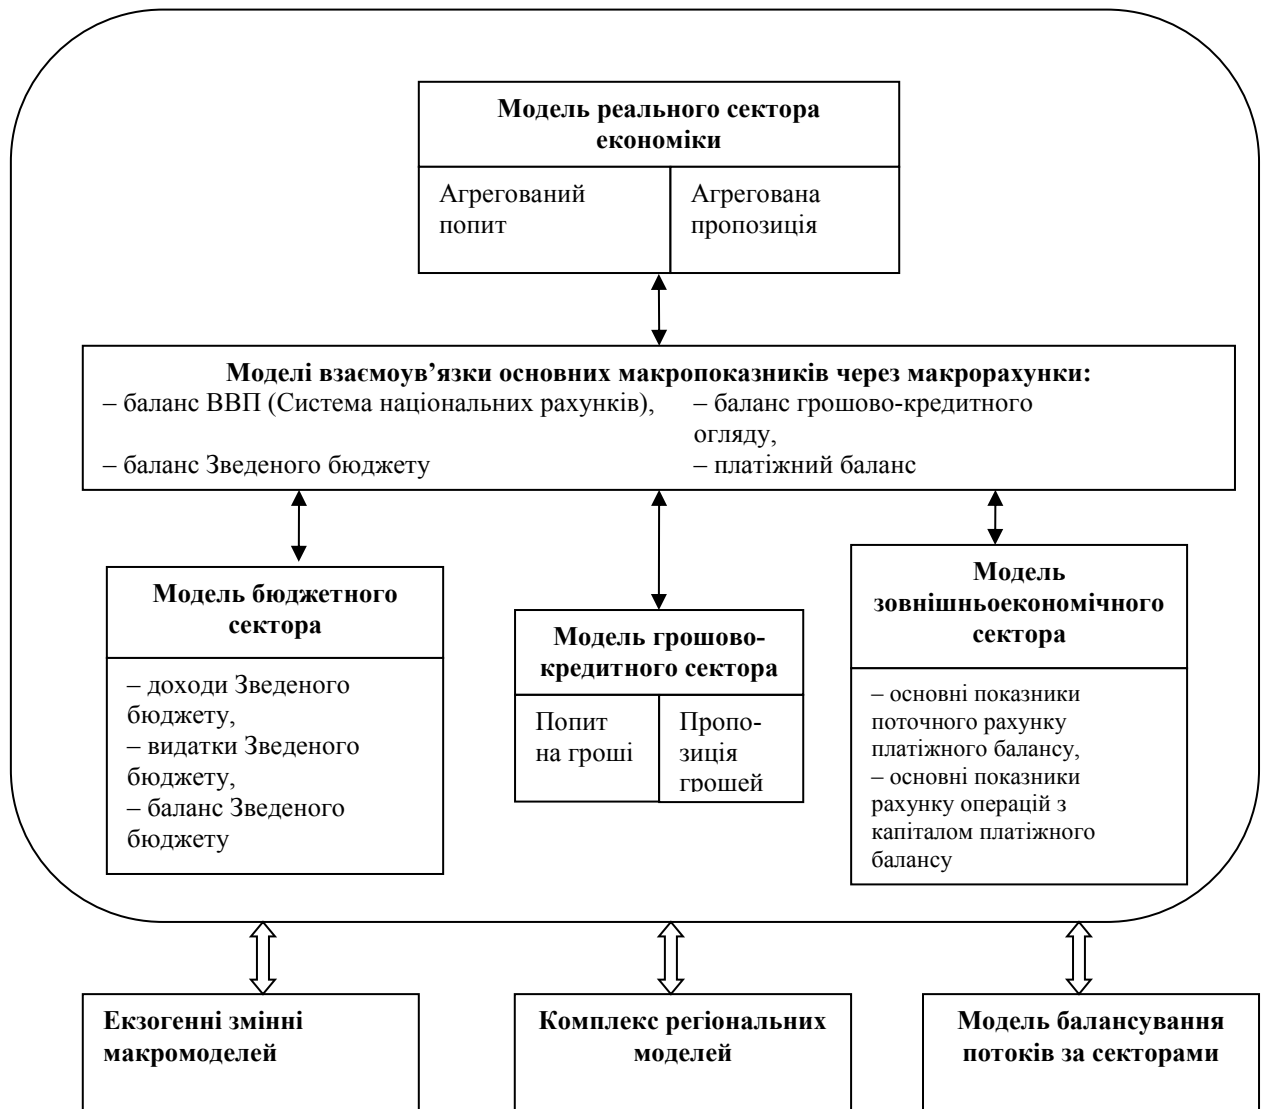 Модель реального сектора
економіки
Агрегований
попит
Агрегована
пропозиція
Моделі взаємоув’язки основних макропоказників через макрорахунки:
– баланс ВВП (Система національних рахунків),
– баланс грошово-кредитного
огляду,
– баланс Зведеного бюджету
– платіжний баланс
Модель бюджетного
сектора
– доходи Зведеного
бюджету,
– видатки Зведеного
бюджету,
– баланс Зведеного
бюджету
Модель грошово-
кредитного сектора
Попит
на гроші
Пропо-
зиція
грошей
Модель
зовнішньоекономічного
сектора
– основні показники
поточного рахунку
платіжного балансу,
– основні показники
рахунку операцій з
капіталом платіжного
балансу
Екзогенні змінні
макромоделей
Комплекс регіональних
моделей
Модель балансування
потоків за секторами